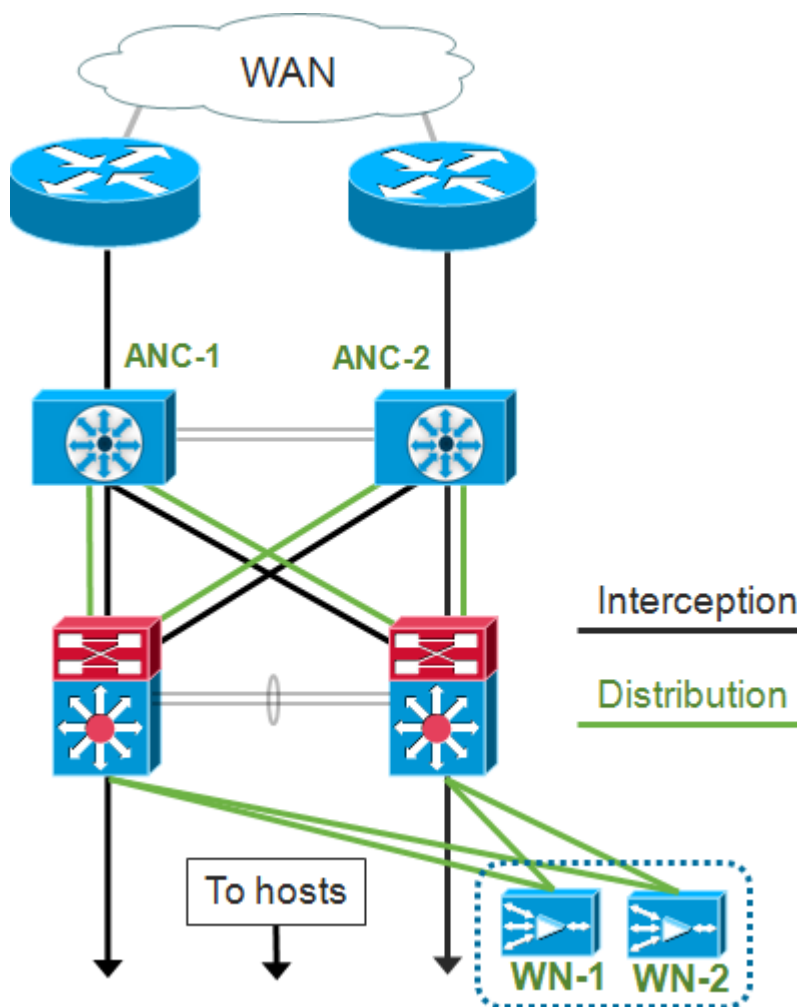 WAN
ANC-1
ANC-2
Interception
Distribution
To hosts
WN-1
WN-2